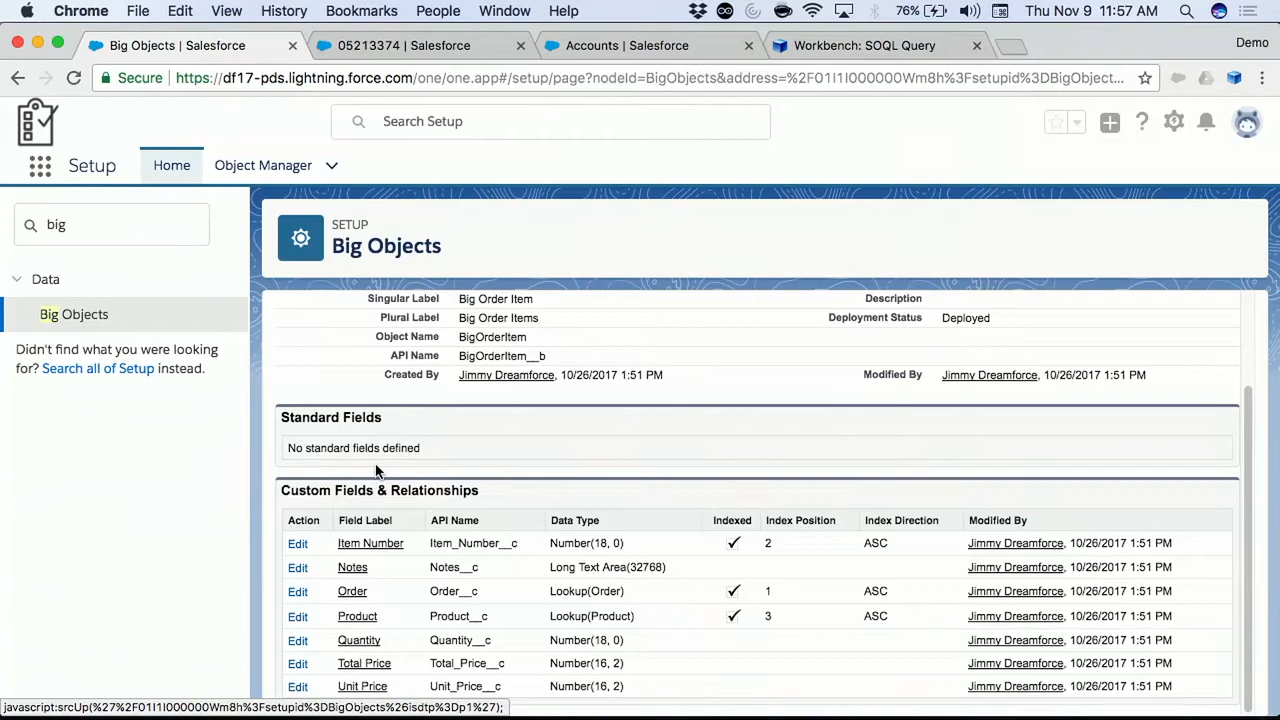 Chrome File Edit View History Bookmarks People Window Help 76% Thu Nov 9 11:57 AM
Big Objects | Salesforce 05213374 | Salesforce Accounts | Salesforce Workbench: SOQL Query Demo
Secure https://df17-pds.lightning.force.com/one/one.app#/setup/page?nodeId=BigObjects&address=%2F01I1I000000Wm8h%3Fsetupid%3DBigObject...
Search Setup
Setup Home Object Manager
big
SETUP
Big Objects
Data
Big Objects
Didn't find what you were looking
for? Search all of Setup instead.
Singular Label Big Order Item Description
Plural Label Big Order Items Deployment Status Deployed
Object Name BigOrderItem
API Name BigOrderItem__b
Created By Jimmy Dreamforce, 10/26/2017 1:51 PM Modified By Jimmy Dreamforce, 10/26/2017 1:51 PM
Standard Fields
No standard fields defined
Custom Fields & Relationships
Action Field Label API Name Data Type Indexed Index Position Index Direction Modified By
Edit Item Number Item_Number__c Number(18, 0) ✓ 2 ASC Jimmy Dreamforce, 10/26/2017 1:51 PM
Edit Notes Notes__c Long Text Area(32768) Jimmy Dreamforce, 10/26/2017 1:51 PM
Edit Order Order__c Lookup(Order) ✓ 1 ASC Jimmy Dreamforce, 10/26/2017 1:51 PM
Edit Product Product__c Lookup(Product) ✓ 3 ASC Jimmy Dreamforce, 10/26/2017 1:51 PM
Edit Quantity Quantity__c Number(18, 0) Jimmy Dreamforce, 10/26/2017 1:51 PM
Edit Total Price Total_Price__c Number(16, 2) Jimmy Dreamforce, 10/26/2017 1:51 PM
Edit Unit Price Unit_Price__c Number(16, 2) Jimmy Dreamforce, 10/26/2017 1:51 PM
javascript:srcUp(%27%2F01I1I000000Wm8h%3Fsetupid%3DBigObjects%26isdtp%3Dp1%27);